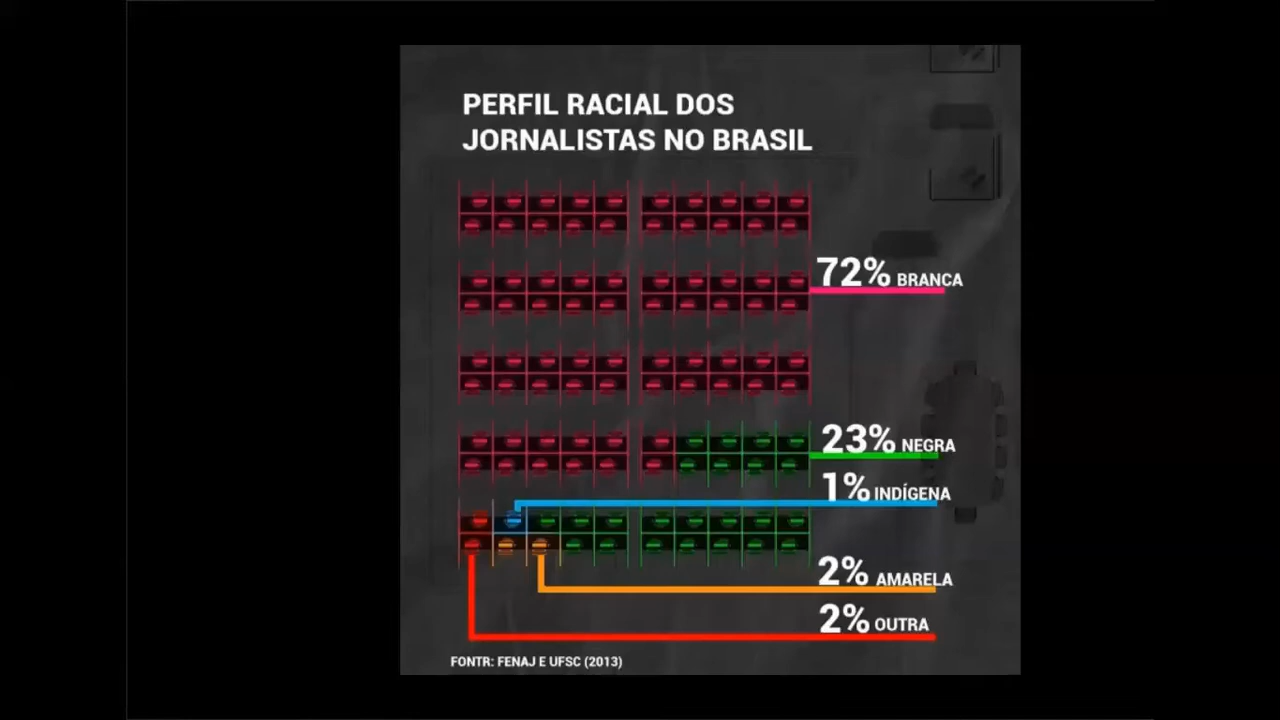 PERFIL RACIAL DOS
JORNALISTAS NO BRASIL
72% BRANCA
23% NEGRA
1% INDÍGENA
2% AMARELA
2% OUTRA
FONTR: FENAJ E UFSC (2013)